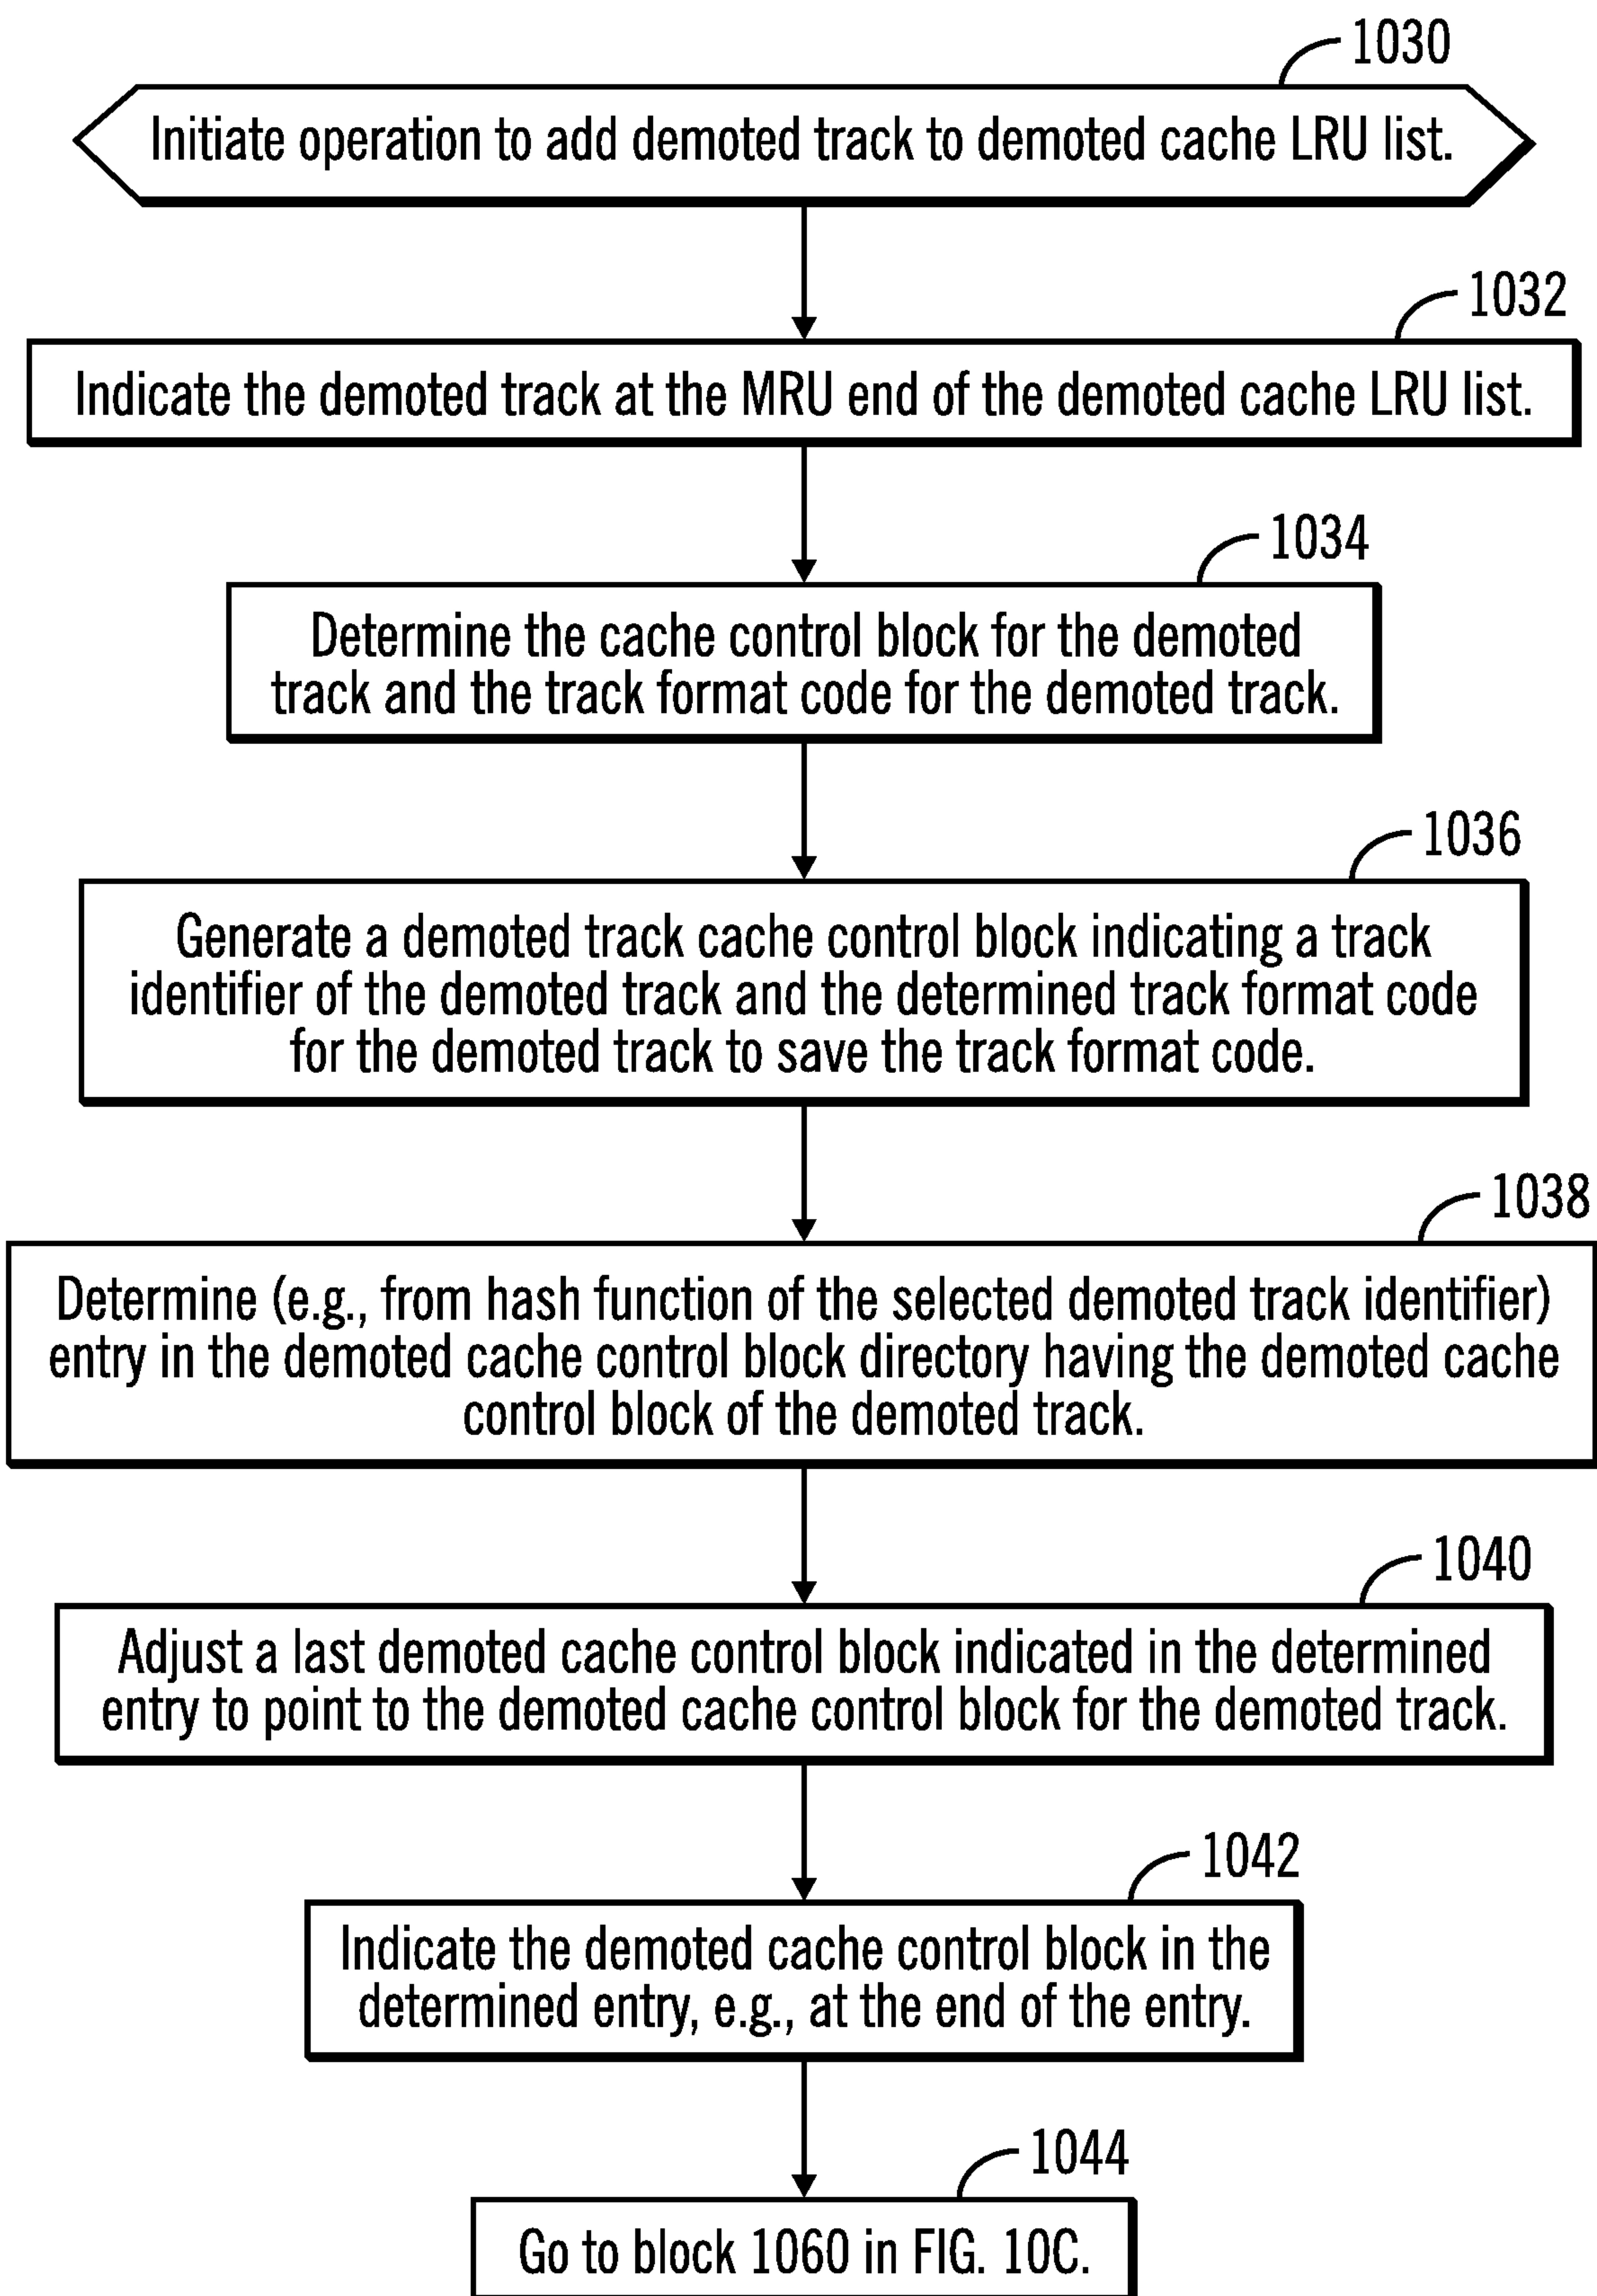 1030
Initiate operation to add demoted track to demoted cache LRU list.
1032
Indicate the demoted track at the MRU end of the demoted cache LRU list.
1034
Determine the cache control block for the demoted
track and the track format code for the demoted track.
1036
Generate a demoted track cache control block indicating a track
identifier of the demoted track and the determined track format code
for the demoted track to save the track format code.
1038
Determine (e.g., from hash function of the selected demoted track identifier)
entry in the demoted cache control block directory having the demoted cache
control block of the demoted track.
1040
Adjust a last demoted cache control block indicated in the determined
entry to point to the demoted cache control block for the demoted track.
1042
Indicate the demoted cache control block in the
determined entry, e.g., at the end of the entry.
1044
Go to block 1060 in FIG. 10C.